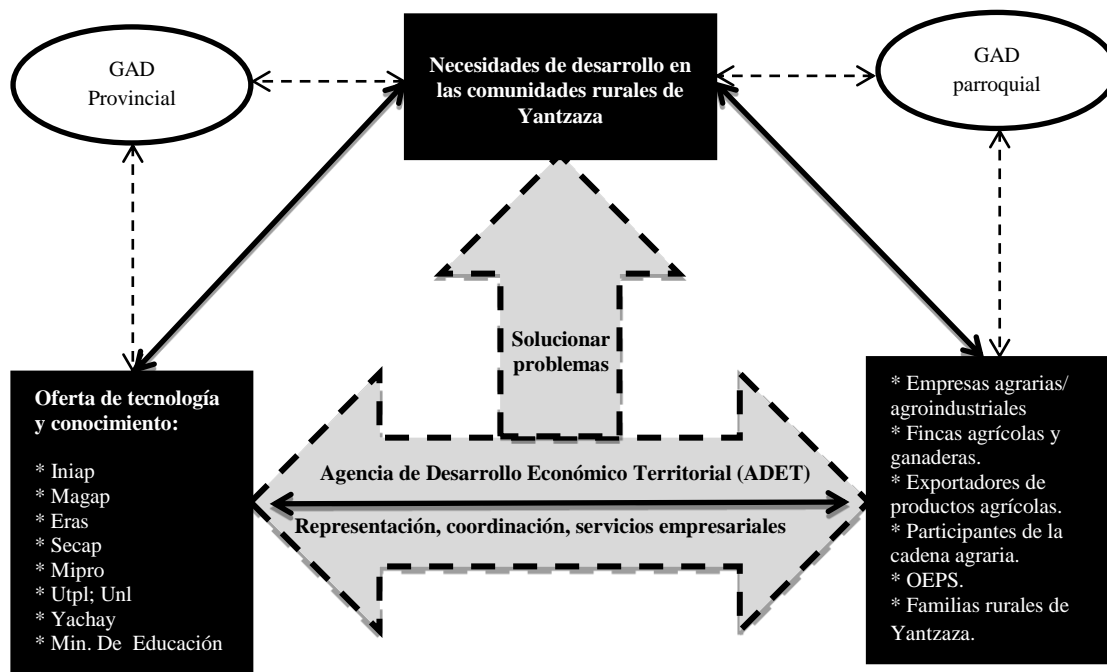 GAD
Provincial
Necesidades de desarrollo en
las comunidades rurales de
Yantzaza
GAD
parroquial
Solucionar
problemas
Oferta de tecnología
y conocimiento:
* Iniap
* Magap
* Eras
* Secap
* Mipro
* Utpl; Unl
* Yachay
* Min. De Educación
Agencia de Desarrollo Económico Territorial (ADET)
Representación, coordinación, servicios empresariales
* Empresas agrarias/
agroindustriales
* Fincas agrícolas y
ganaderas.
* Exportadores de
productos agrícolas.
* Participantes de la
cadena agraria.
* OEPS.
* Familias rurales de
Yantzaza.